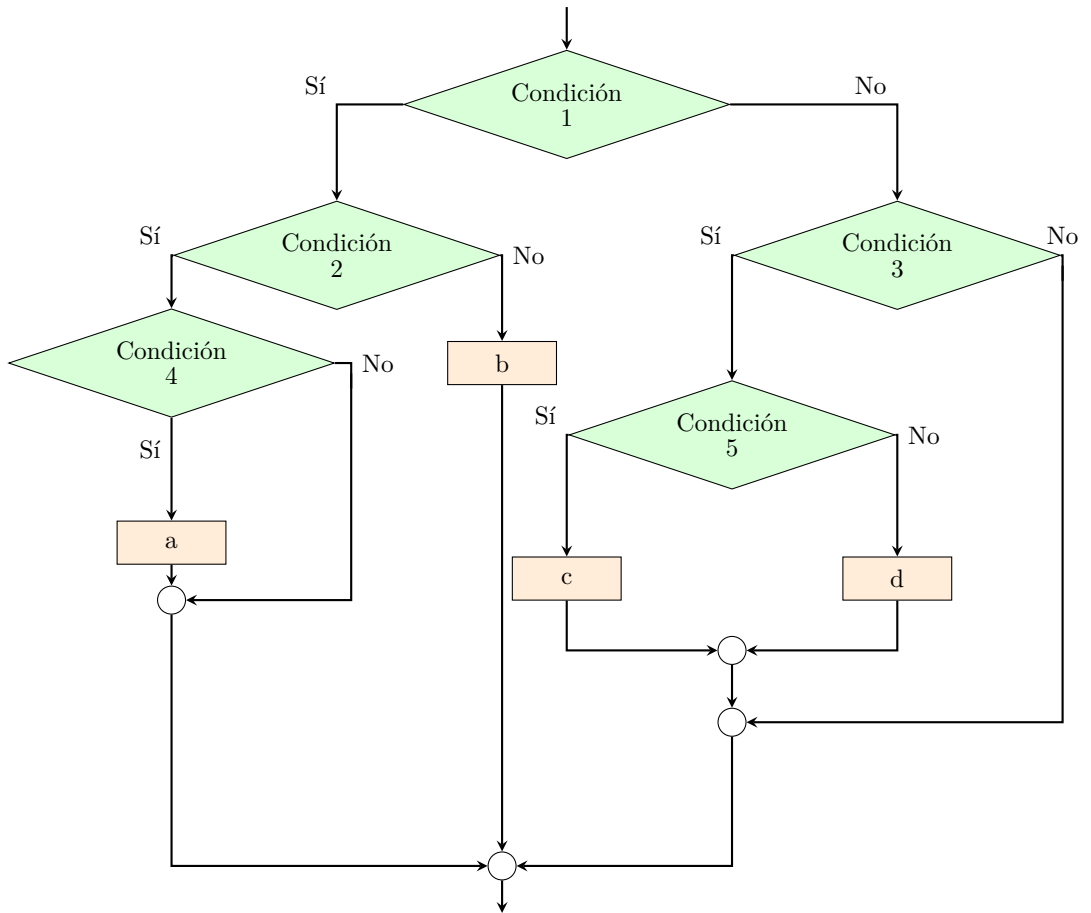 Sí
Condición
1
No
Sí
Condición
2
No
Sí
Condición
3
No
Condición
4
No
b
Sí
Condición
5
No
Sí
a
c
d